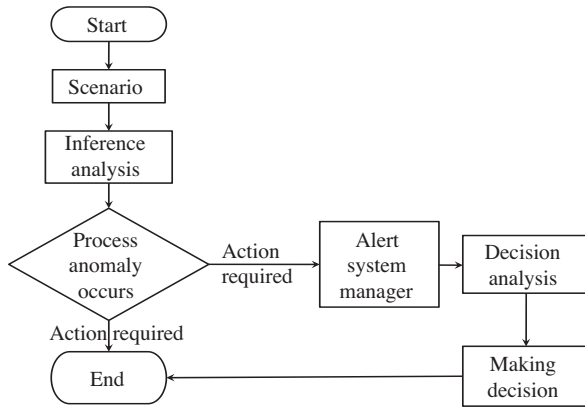 Start
Scenario
Inference
analysis
Process
anomaly
occurs
Action
required
Alert
system
manager
Decision
analysis
Action required
End
Making
decision